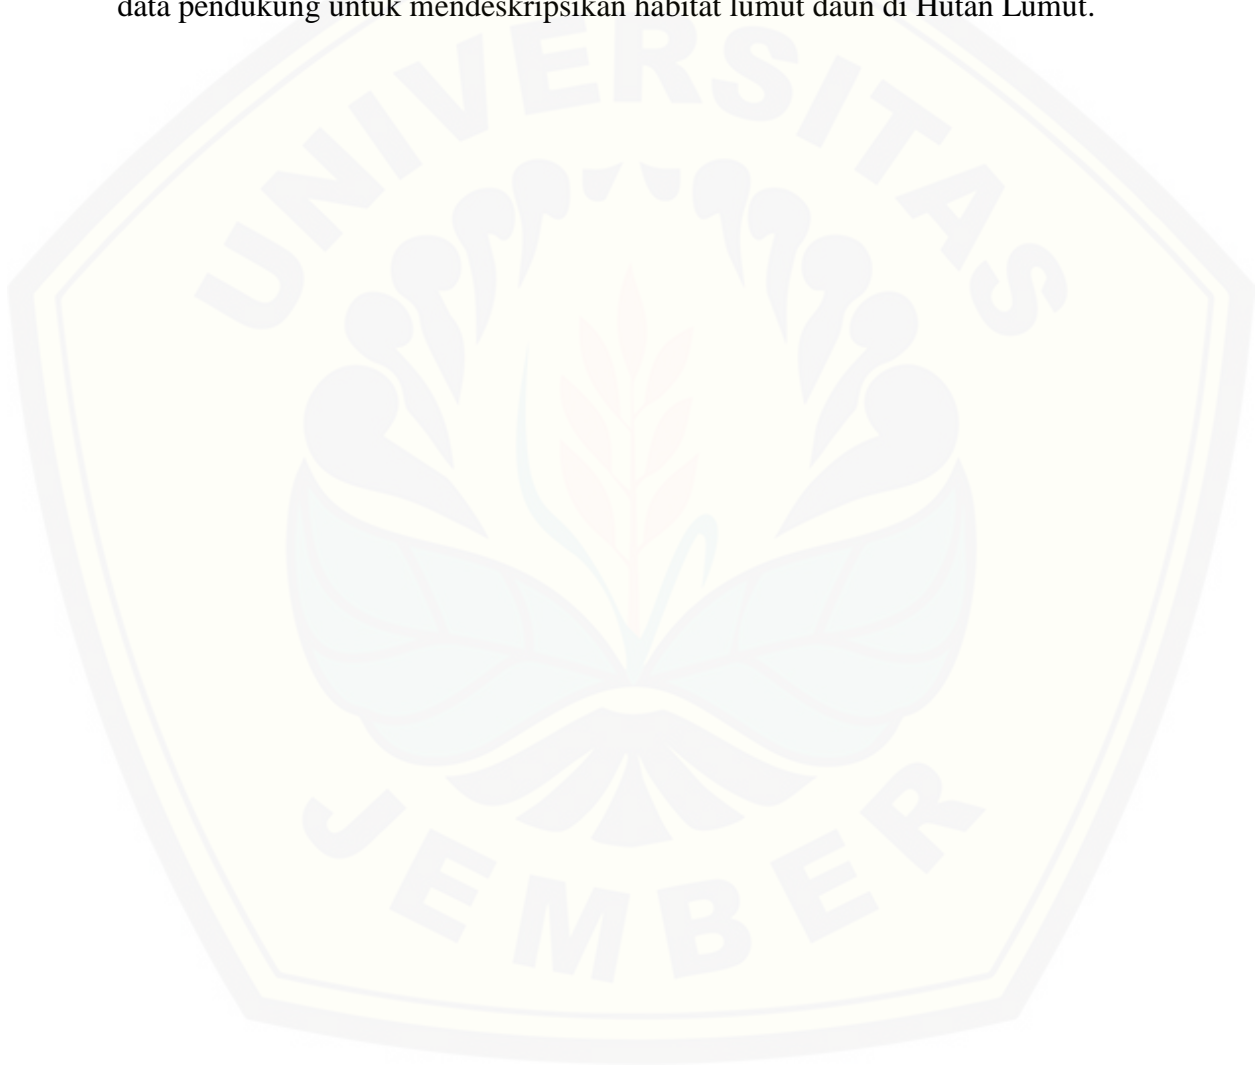 data pendukung untuk mendeskripsikan habitat lumut daun di Hutan Lumut.
UNIVERSITAS
JEMBER